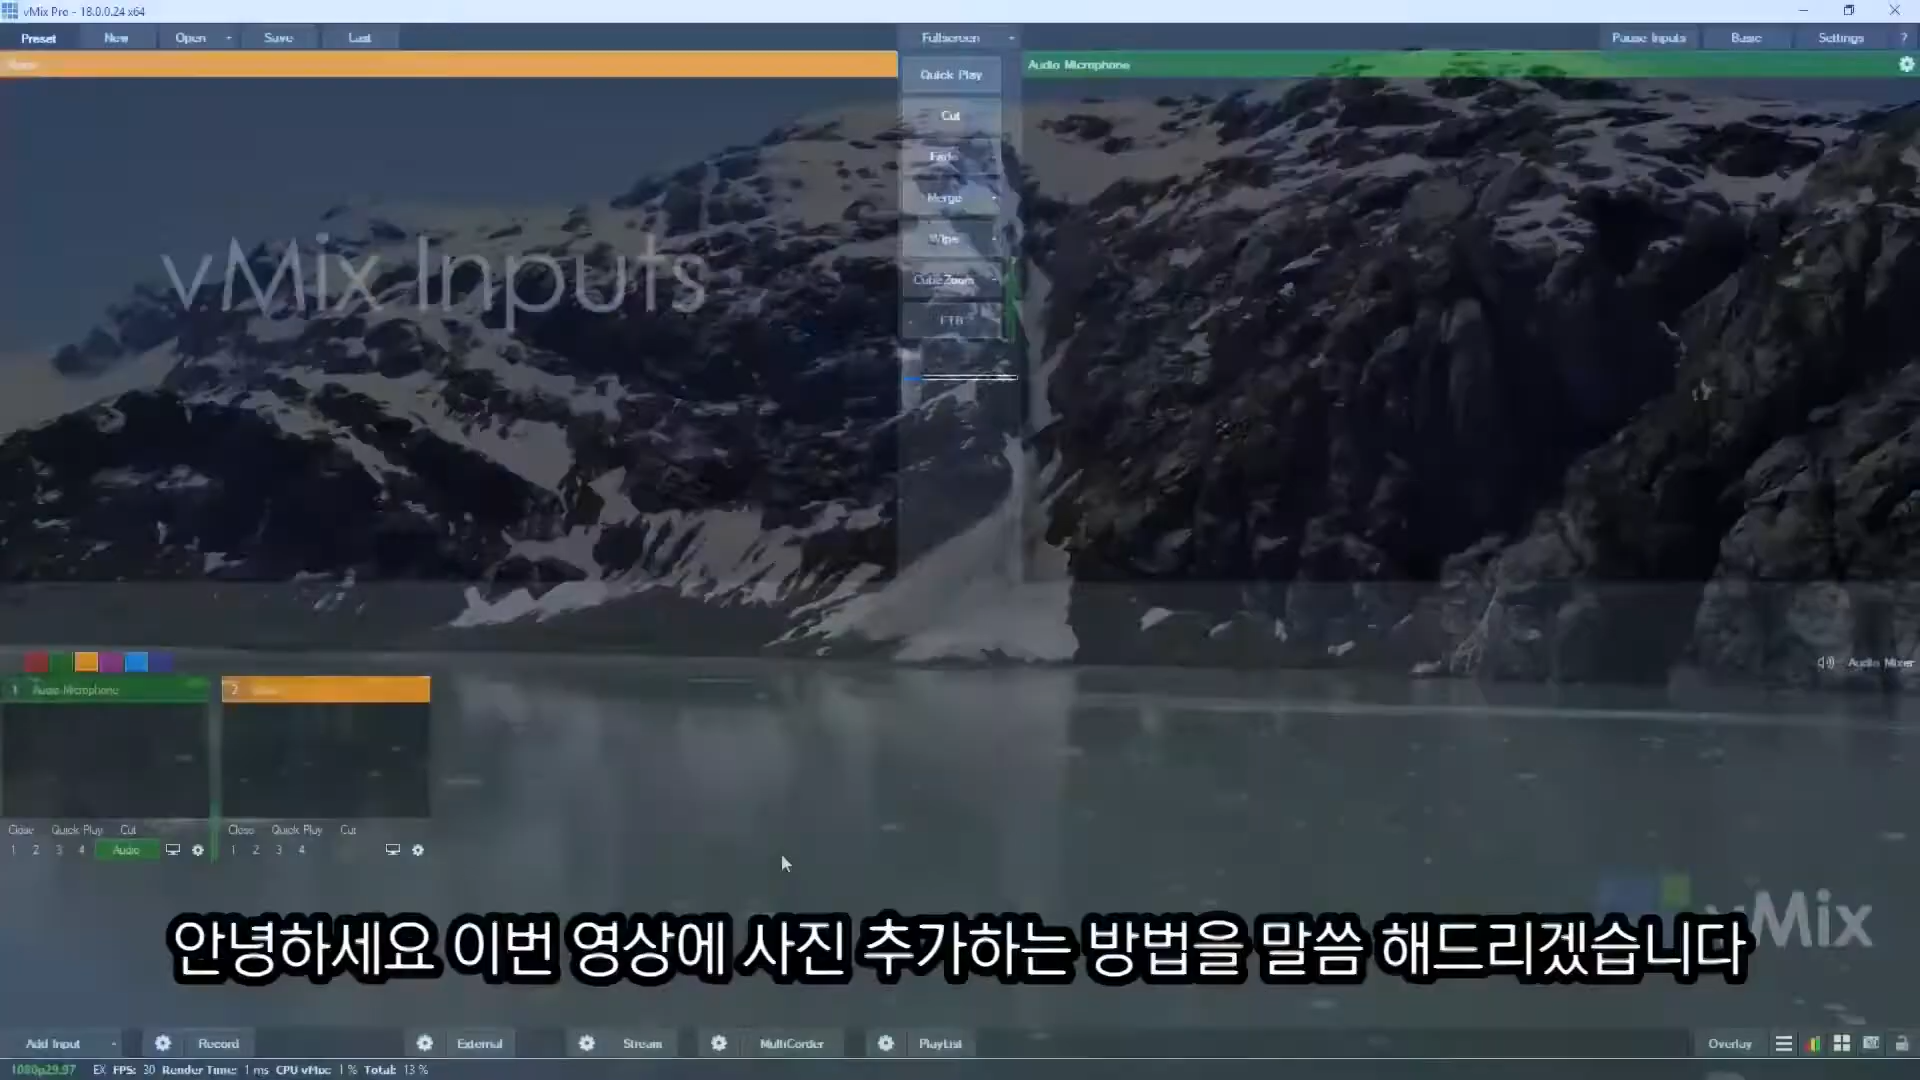 vMix Pro - 18.0.0.24 x64
Preset New Open Save Last Fullscreen Pause Inputs Basic Settings ?
Quick Play
Audio Microphone
Cut
Fade
Merge
Wipe
CubeZoom
FTB
vMix Inputs
Audio Mixer
1 Audio Microphone
2
Close Quick Play Cut
1 2 3 4 Audio
Close Quick Play Cut
1 2 3 4
vMix
안녕하세요 이번 영상에 사진 추가하는 방법을 말씀 해드리겠습니다
Add Input Record External Stream MultiCorder PlayList Overlay
1080p29.97 EX FPS: 30 Render Time: 1 ms CPU vMix: 1 % Total: 13 %